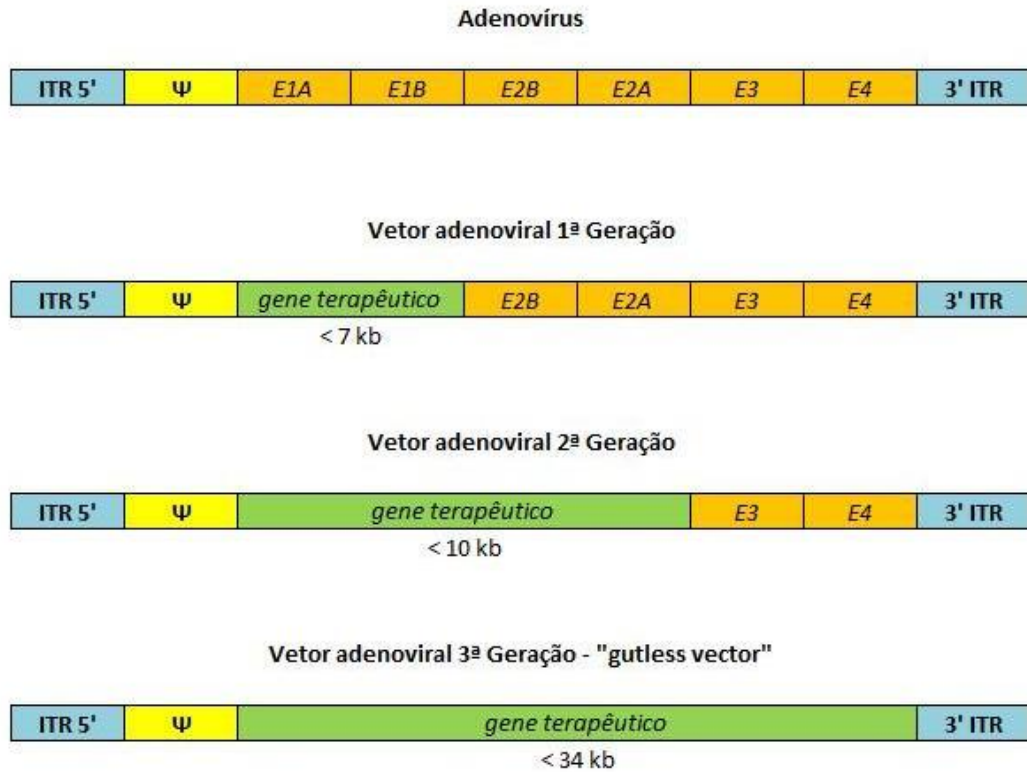 Adenovírus
ITR 5' Ψ E1A E1B E2B E2A E3 E4 3' ITR
Vetor adenoviral 1ª Geração
ITR 5' Ψ gene terapêutico E2B E2A E3 E4 3' ITR
< 7 kb
Vetor adenoviral 2ª Geração
ITR 5' Ψ gene terapêutico E3 E4 3' ITR
< 10 kb
Vetor adenoviral 3ª Geração - "gutless vector"
ITR 5' Ψ gene terapêutico 3' ITR
< 34 kb